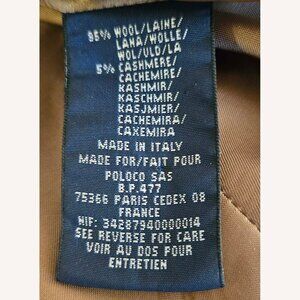 95% WOOL/LAINE/
LANA/WOLLE/
WOL/ULD/LA
5% CASHMERE/
CACHEMIRE/
KASHMIR/
KASCHMIR/
KASJMIER/
CACHEMIRA/
CAXEMIRA
MADE IN ITALY
MADE FOR/FAIT POUR
POLOCO SAS
B.P.477
75366 PARIS CEDEX 08
FRANCE
NIF: 34287940000014
SEE REVERSE FOR CARE
VOIR AU DOS POUR
ENTRETIEN